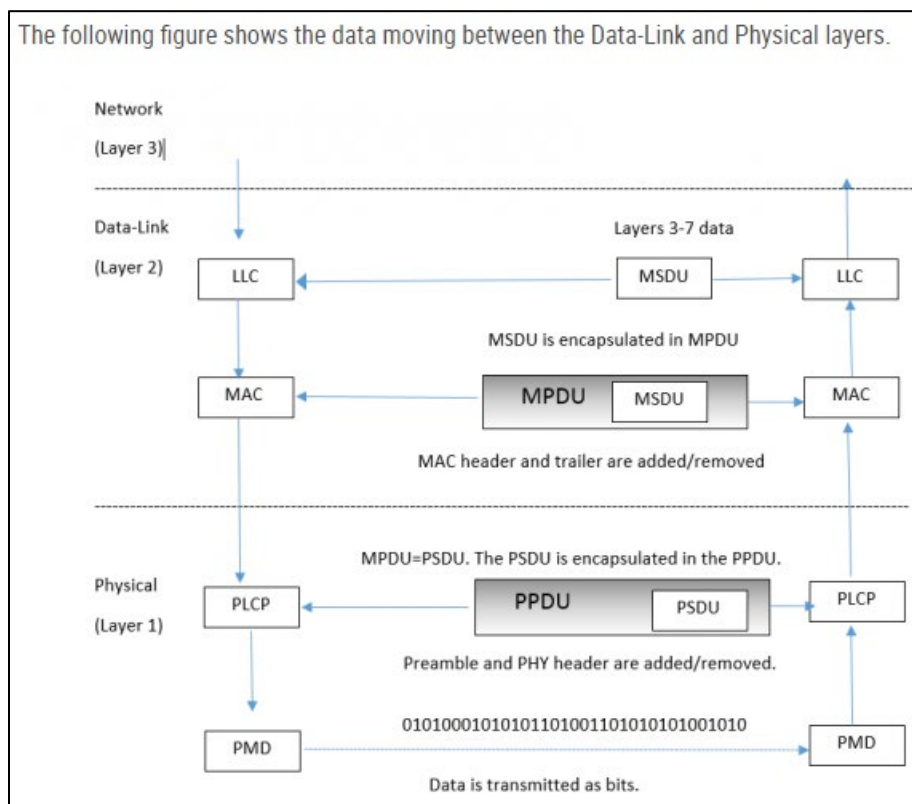 The following figure shows the data moving between the Data-Link and Physical layers.
Network
(Layer 3)
Data-Link
(Layer 2)
Layers 3-7 data
LLC
MSDU
LLC
MSDU is encapsulated in MPDU
MAC
MPDU
MSDU
MAC
MAC header and trailer are added/removed
MPDU=PSDU. The PSDU is encapsulated in the PPDU.
Physical
(Layer 1)
PLCP
PPDU
PSDU
PLCP
Preamble and PHY header are added/removed.
01010001010101101001101010101001010
PMD
PMD
Data is transmitted as bits.